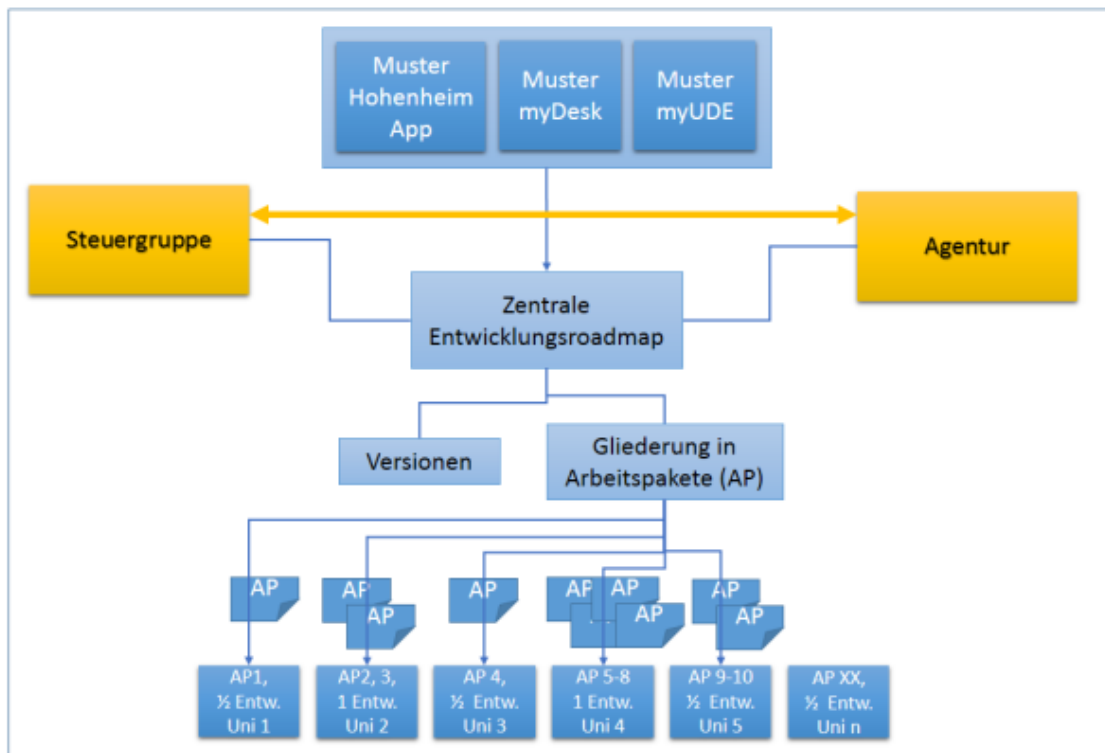 Muster
Hohenheim
App
Muster
myDesk
Muster
myUDE
Steuergruppe
Agentur
Zentrale
Entwicklungsroadmap
Versionen
Gliederung in
Arbeitspakete (AP)
AP
AP
AP
AP
AP
AP
AP
AP
AP
AP1,
½ Entw.
Uni 1
AP2, 3,
1 Entw.
Uni 2
AP 4,
½ Entw.
Uni 3
AP 5-8
1 Entw.
Uni 4
AP 9-10
½ Entw.
Uni 5
AP XX,
½ Entw.
Uni n